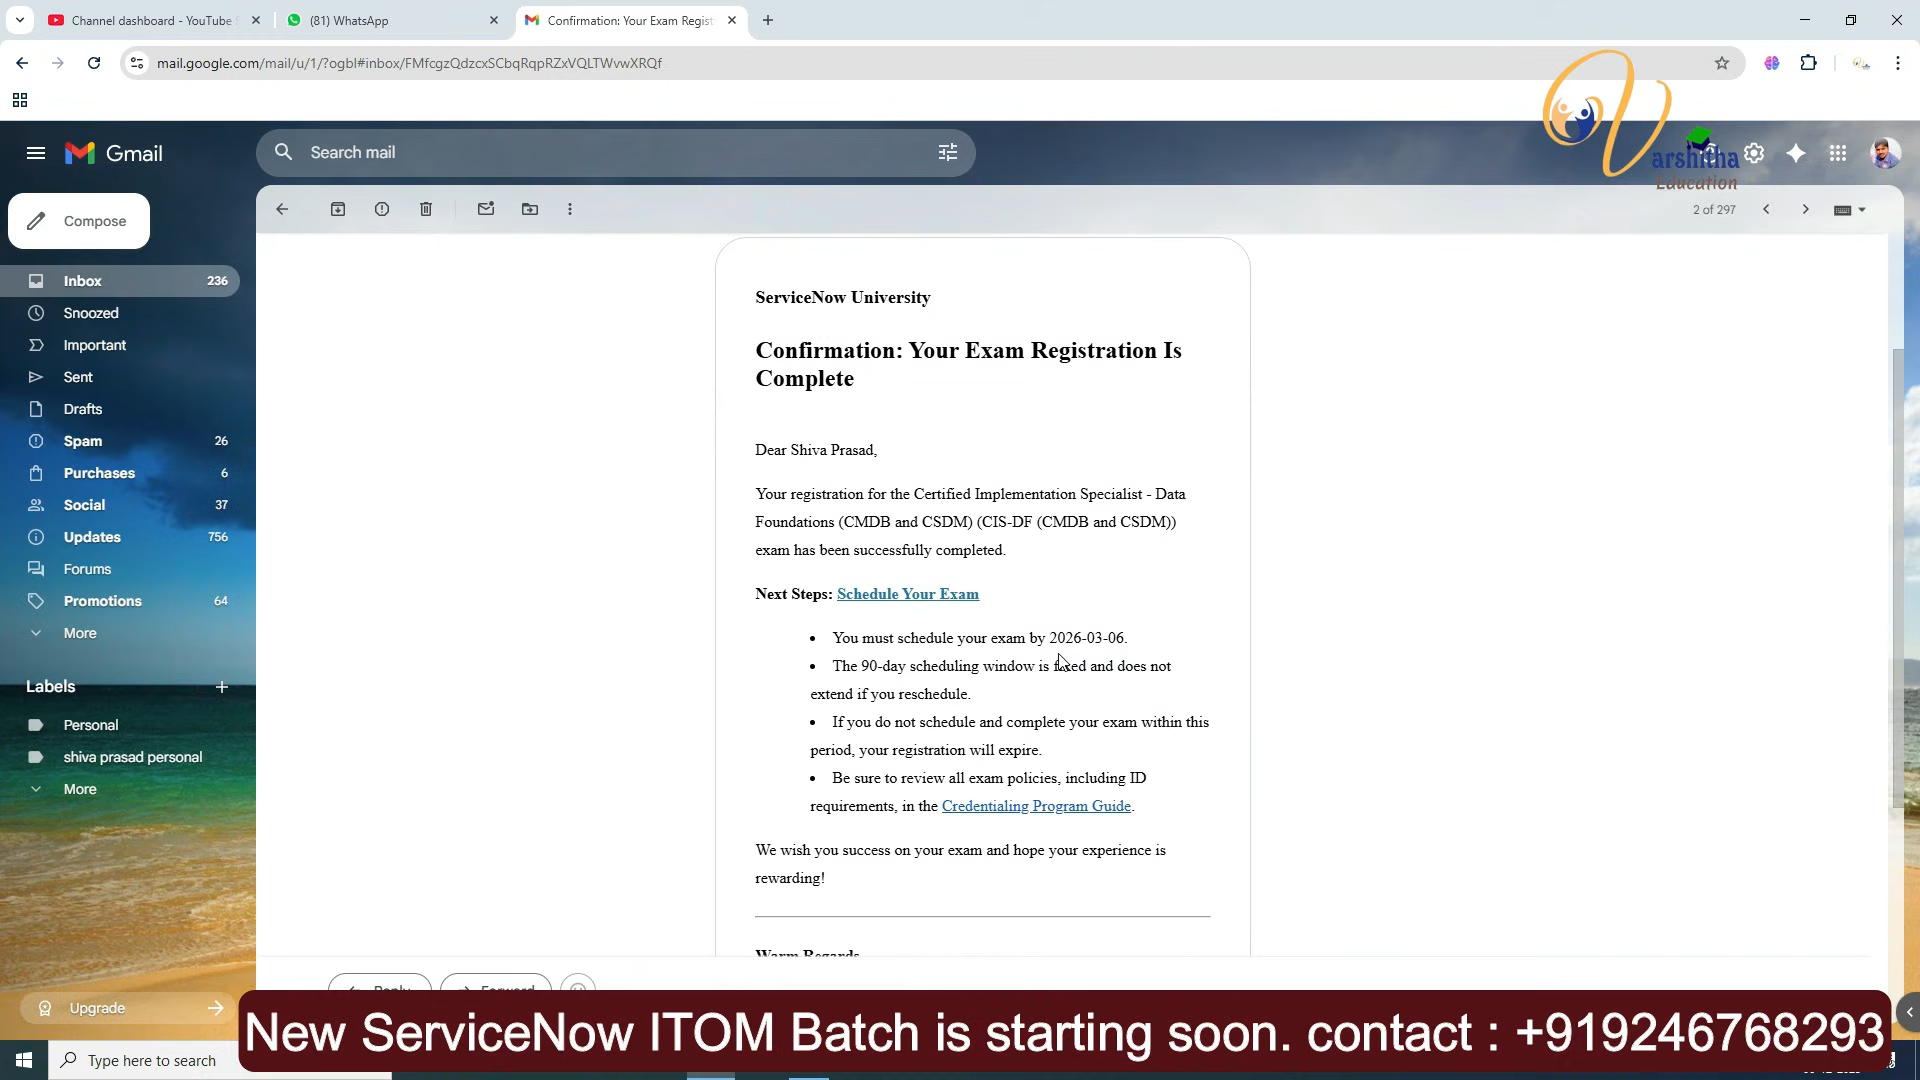 Channel dashboard - YouTube
(81) WhatsApp
Confirmation: Your Exam Regist
mail.google.com/mail/u/1/?ogbl#inbox/FMfcgzQdzcxSCbqRqpRZxVQLTWvwXRQf
Gmail
Search mail
Varshitha
Education
Compose
2 of 297
Inbox 236
Snoozed
Important
Sent
Drafts
Spam 26
Purchases 6
Social 37
Updates 756
Forums
Promotions 64
More
Labels
Personal
shiva prasad personal
More
Upgrade
ServiceNow University
Confirmation: Your Exam Registration Is
Complete
Dear Shiva Prasad,
Your registration for the Certified Implementation Specialist - Data
Foundations (CMDB and CSDM) (CIS-DF (CMDB and CSDM))
exam has been successfully completed.
Next Steps: Schedule Your Exam
• You must schedule your exam by 2026-03-06.
• The 90-day scheduling window is fixed and does not
extend if you reschedule.
• If you do not schedule and complete your exam within this
period, your registration will expire.
• Be sure to review all exam policies, including ID
requirements, in the Credentialing Program Guide.
We wish you success on your exam and hope your experience is
rewarding!
Warm Regards
Reply
Forward
New ServiceNow ITOM Batch is starting soon. contact : +919246768293
Type here to search